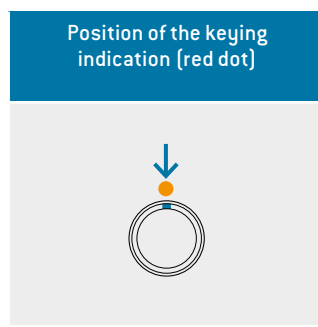 Position of the keying
indication (red dot)